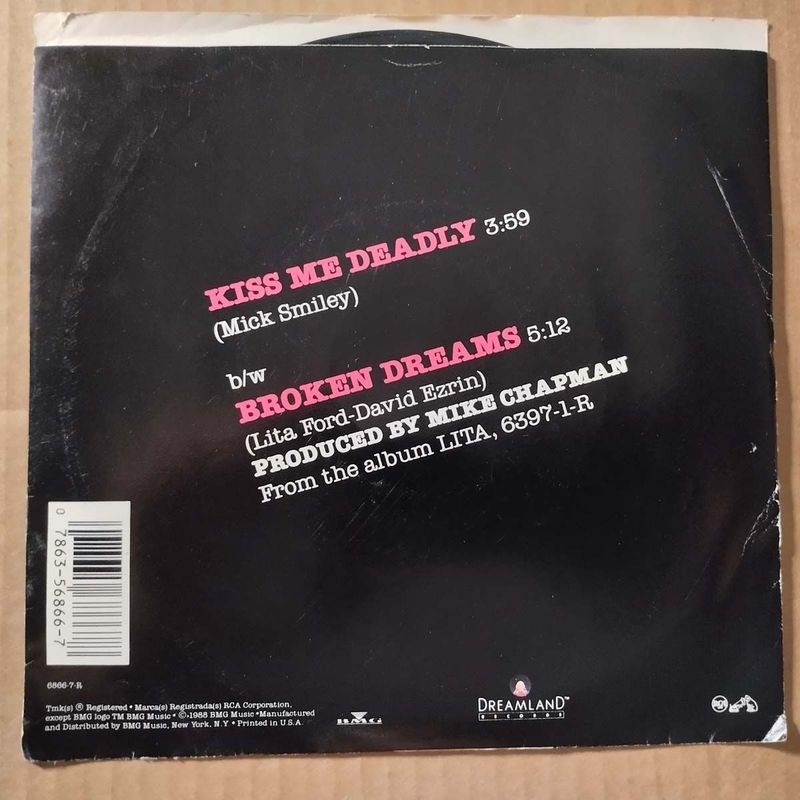 KISS ME DEADLY 3:59
(Mick Smiley)
b/w
BROKEN DREAMS 5:12
(Lita Ford-David Ezrin)
PRODUCED BY MIKE CHAPMAN
From the album LITA, 6397-1-R
0 7863-56866-7
6866-7-R
Tmk(s) ® Registered • Marca(s) Registrada(s) RCA Corporation,
except BMG logo TM BMG Music • ©1988 BMG Music • Manufactured
and Distributed by BMG Music, New York, N.Y • Printed in U.S.A.
BMG
DREAMLAND™
RECORDS
RCA